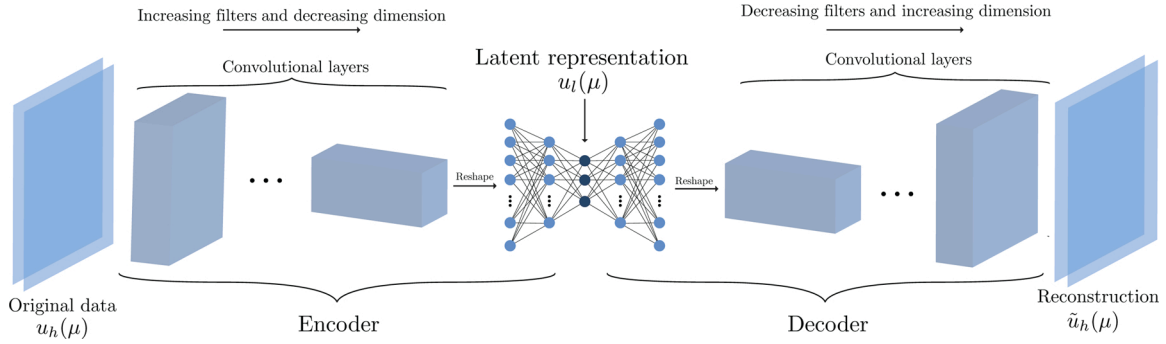 Increasing filters and decreasing dimension
Decreasing filters and increasing dimension
Convolutional layers
Latent representation
u_l(μ)
Convolutional layers
Reshape
Reshape
Original data
u_h(μ)
Encoder
Decoder
Reconstruction
ũ_h(μ)